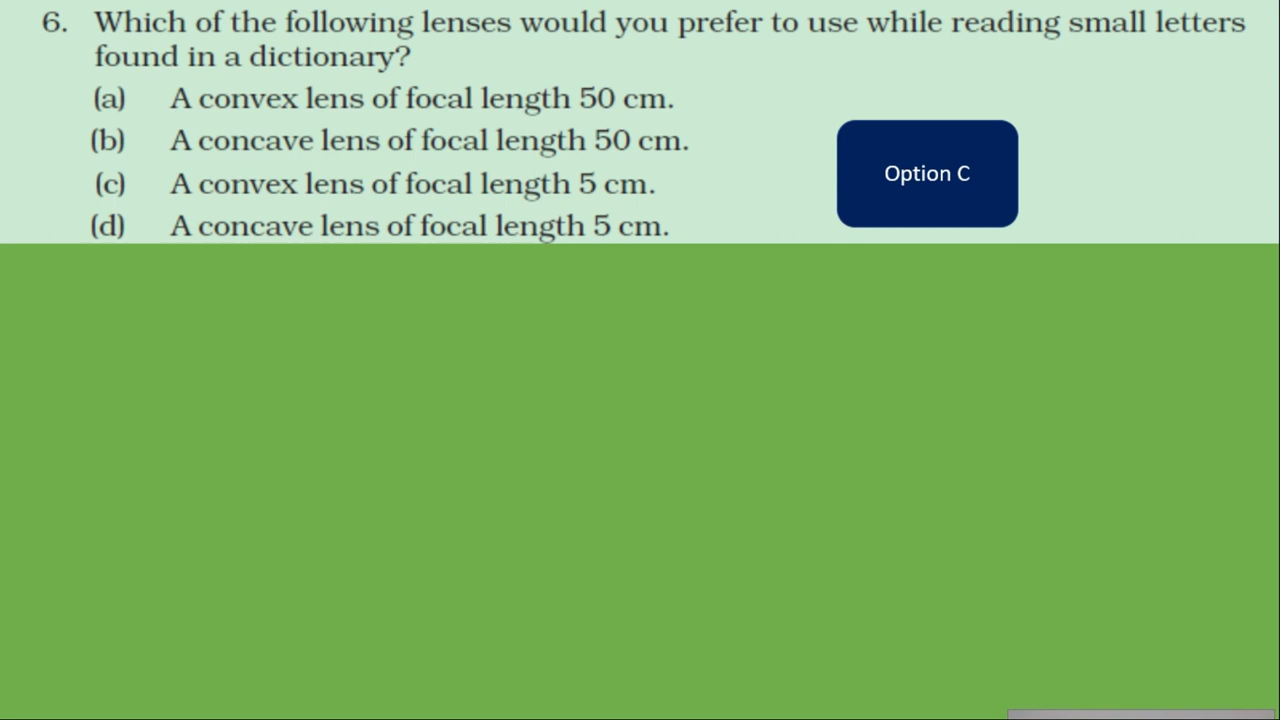 6. Which of the following lenses would you prefer to use while reading small letters
found in a dictionary?
(a) A convex lens of focal length 50 cm.
(b) A concave lens of focal length 50 cm.
(c) A convex lens of focal length 5 cm.
(d) A concave lens of focal length 5 cm.
Option C